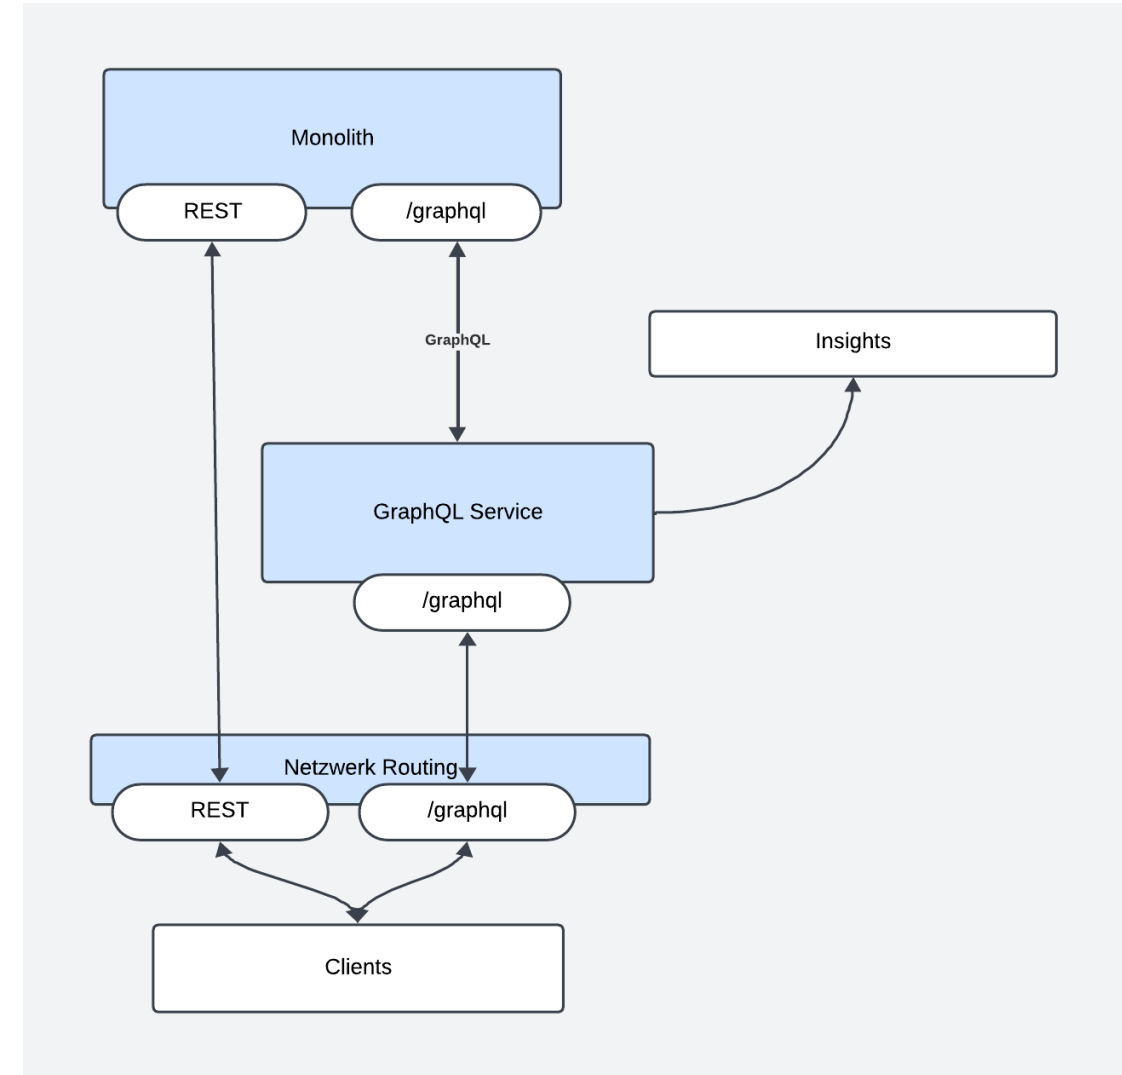 Monolith
REST
/graphql
GraphQL
Insights
GraphQL Service
/graphql
Netzwerk Routing
REST
/graphql
Clients